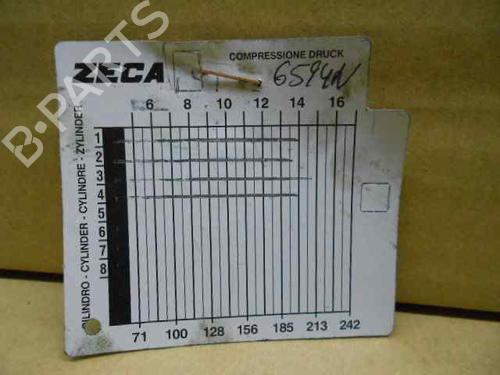 B-PARTS
ZECA
COMPRESSIONE DRUCK
6594N
6 8 10 12 14 16
CILINDRO - CYLINDER - CYLINDRE - ZYLINDER
1
2
3
4
5
6
7
8
71 100 128 156 185 213 242